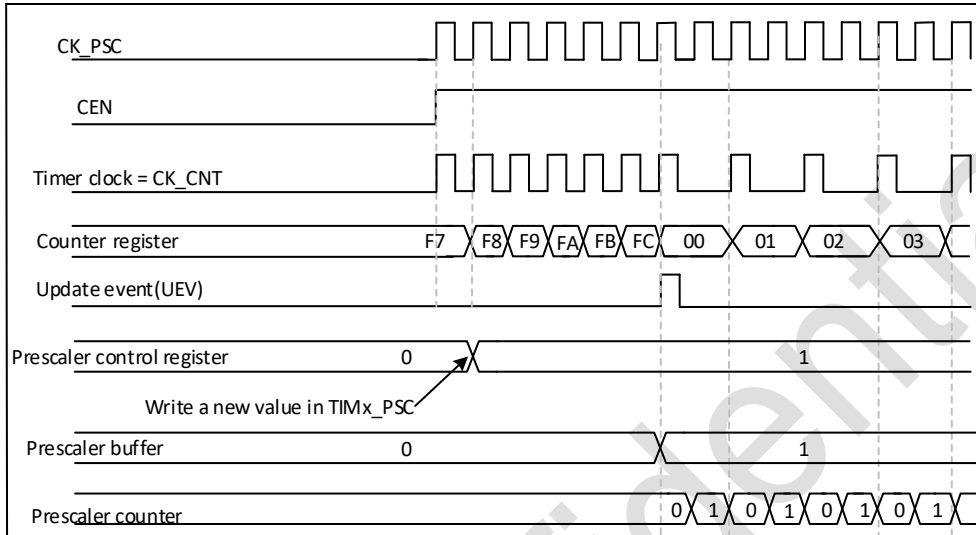 CK_PSC
CEN
Timer clock = CK_CNT
Counter register F7 F8 F9 FA FB FC 00 01 02 03
Update event(UEV)
Prescaler control register 0 1
Write a new value in TIMx_PSC
Prescaler buffer 0 1
Prescaler counter 0 1 0 1 0 1 0 1